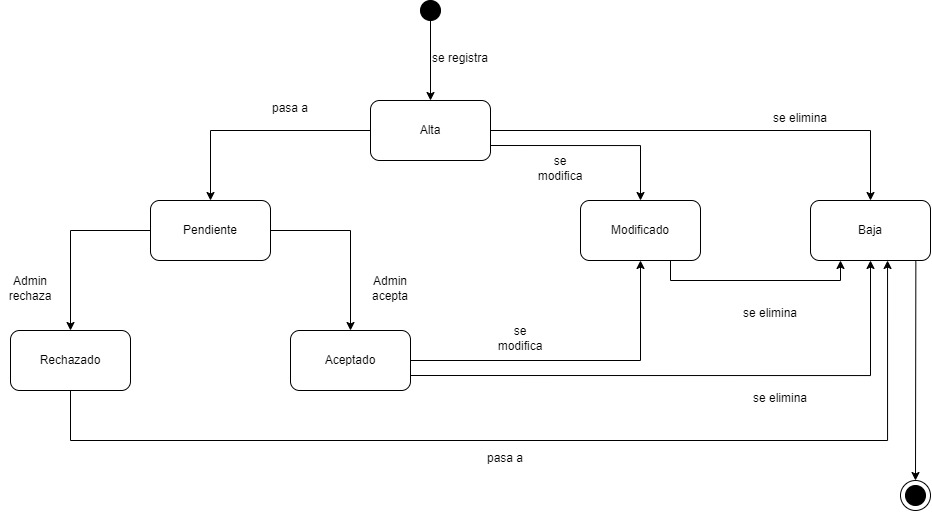 se registra
pasa a
Alta
se elimina
se
modifica
Pendiente
Modificado
Baja
Admin
rechaza
Admin
acepta
se elimina
se
modifica
Rechazado
Aceptado
se elimina
pasa a